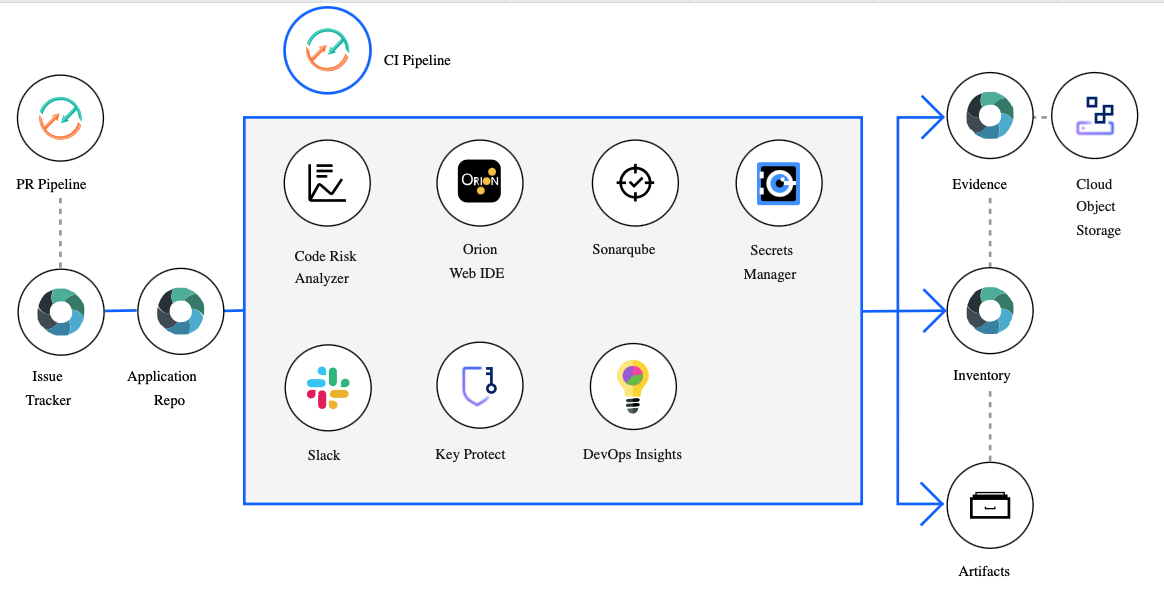 CI Pipeline
PR Pipeline
Code Risk
Analyzer
ORION
Orion
Web IDE
Sonarqube
Secrets
Manager
Evidence
Cloud
Object
Storage
Issue
Tracker
Application
Repo
Slack
Key Protect
DevOps Insights
Inventory
Artifacts